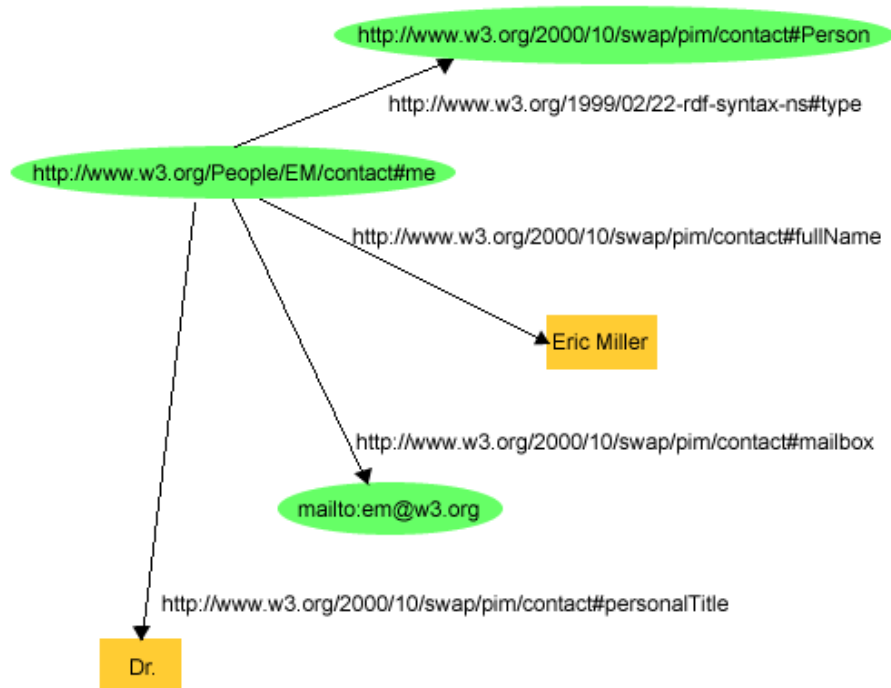 http://www.w3.org/2000/10/swap/pim/contact#Person
http://www.w3.org/1999/02/22-rdf-syntax-ns#type
http://www.w3.org/People/EM/contact#me
http://www.w3.org/2000/10/swap/pim/contact#fullName
Eric Miller
http://www.w3.org/2000/10/swap/pim/contact#mailbox
mailto:em@w3.org
http://www.w3.org/2000/10/swap/pim/contact#personalTitle
Dr.